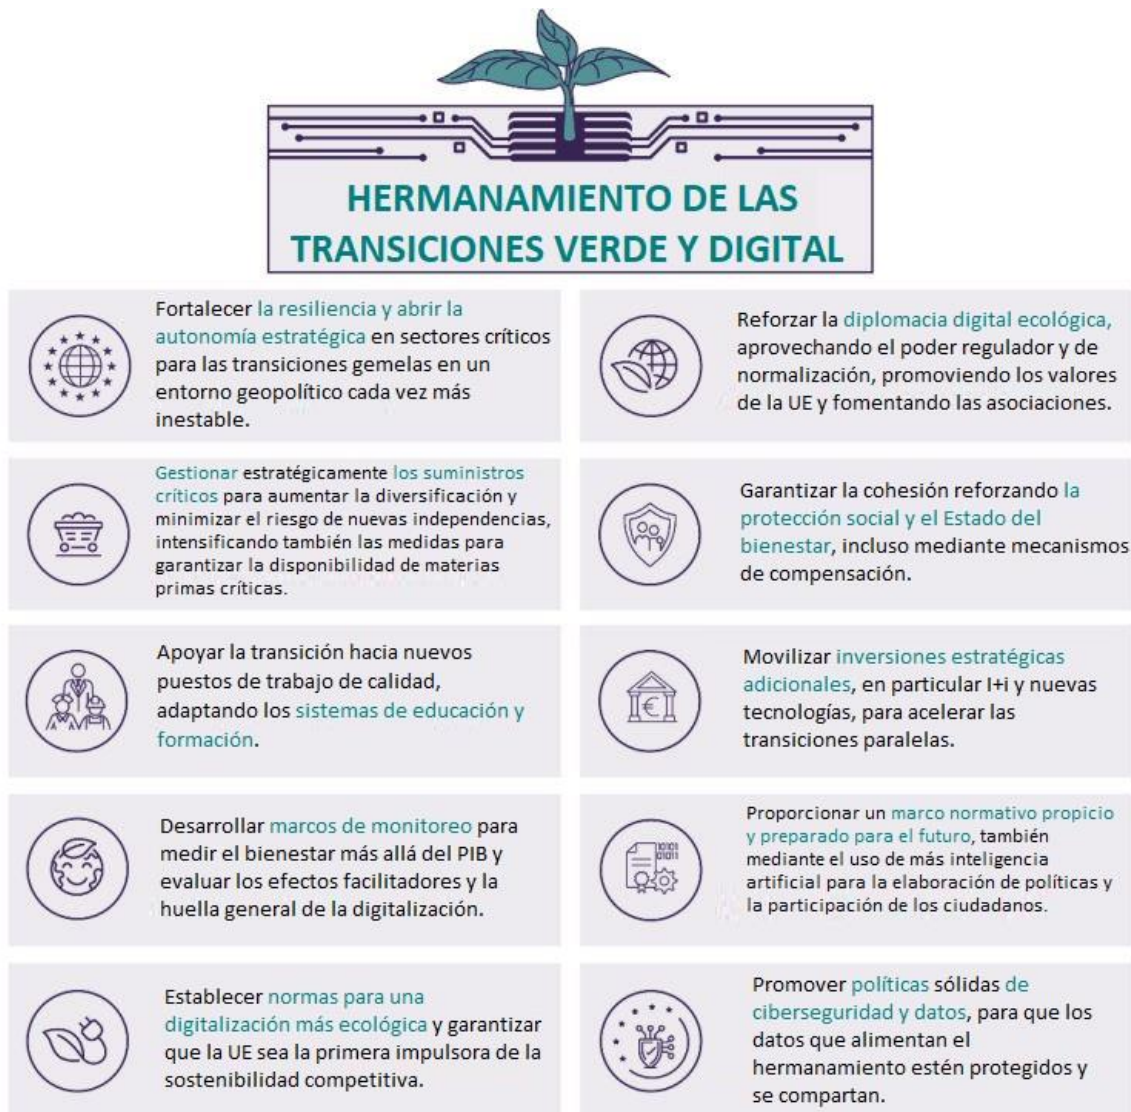 HERMANAMIENTO DE LAS
TRANSICIONES VERDE Y DIGITAL
Fortalecer la resiliencia y abrir la
autonomía estratégica en sectores críticos
para las transiciones gemelas en un
entorno geopolítico cada vez más
inestable.
Reforzar la diplomacia digital ecológica,
aprovechando el poder regulador y de
normalización, promoviendo los valores
de la UE y fomentando las asociaciones.
Gestionar estratégicamente los suministros
críticos para aumentar la diversificación y
minimizar el riesgo de nuevas independencias,
intensificando también las medidas para
garantizar la disponibilidad de materias
primas críticas.
Garantizar la cohesión reforzando la
protección social y el Estado del
bienestar, incluso mediante mecanismos
de compensación.
Apoyar la transición hacia nuevos
puestos de trabajo de calidad,
adaptando los sistemas de educación y
formación.
Movilizar inversiones estratégicas
adicionales, en particular I+i y nuevas
tecnologías, para acelerar las
transiciones paralelas.
Desarrollar marcos de monitoreo para
medir el bienestar más allá del PIB y
evaluar los efectos facilitadores y la
huella general de la digitalización.
10101
01011
Proporcionar un marco normativo propicio
y preparado para el futuro, también
mediante el uso de más inteligencia
artificial para la elaboración de políticas y
la participación de los ciudadanos.
Establecer normas para una
digitalización más ecológica y garantizar
que la UE sea la primera impulsora de la
sostenibilidad competitiva.
Promover políticas sólidas de
ciberseguridad y datos, para que los
datos que alimentan el
hermanamiento estén protegidos y
se compartan.